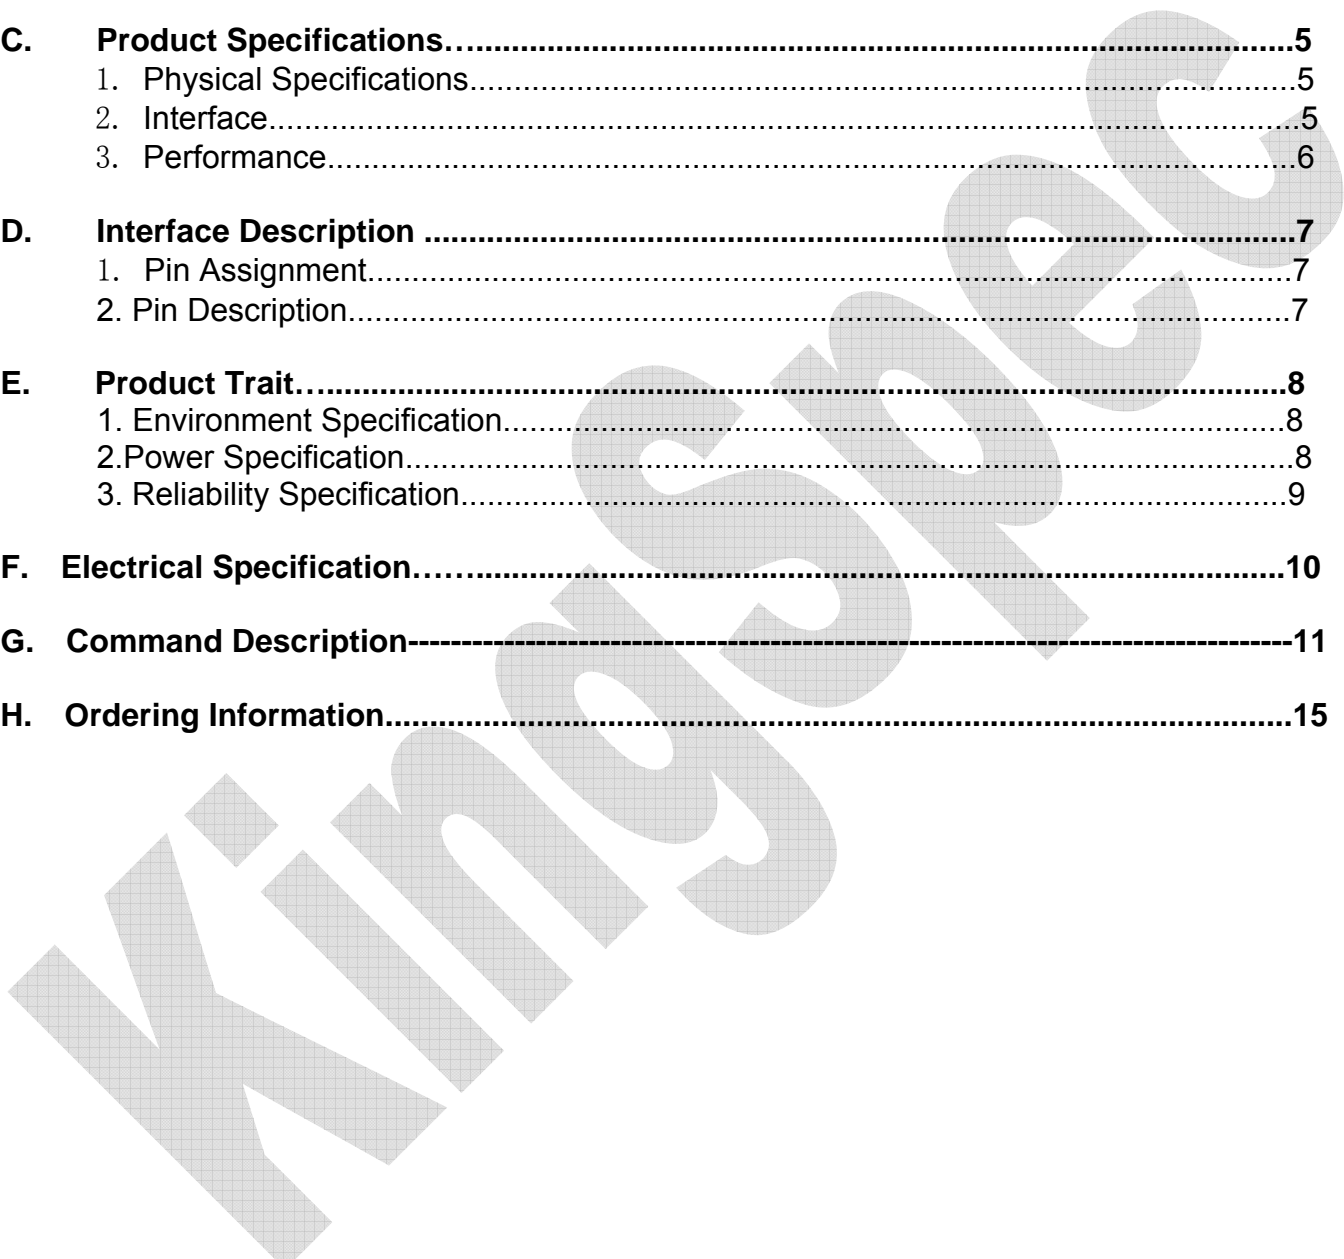 C. Product Specifications.....................................................................................................5
1. Physical Specifications.....................................................................................................5
2. Interface.....................................................................................................5
3. Performance.....................................................................................................6
D. Interface Description .....................................................................................................7
1. Pin Assignment.....................................................................................................7
2. Pin Description.....................................................................................................7
E. Product Trait.....................................................................................................8
1. Environment Specification.....................................................................................................8
2.Power Specification.....................................................................................................8
3. Reliability Specification.....................................................................................................9
F. Electrical Specification.....................................................................................................10
G. Command Description-----------------------------------------------------------------------------------11
H. Ordering Information.....................................................................................................15
KingSpec